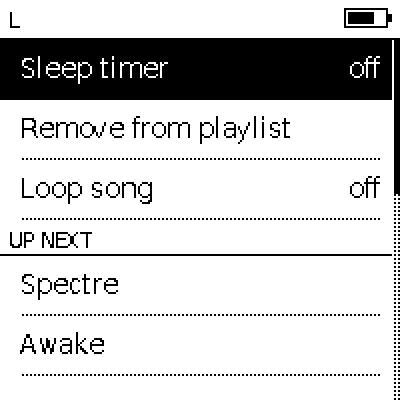 L
Sleep timer off
Remove from playlist
Loop song off
UP NEXT
Spectre
Awake